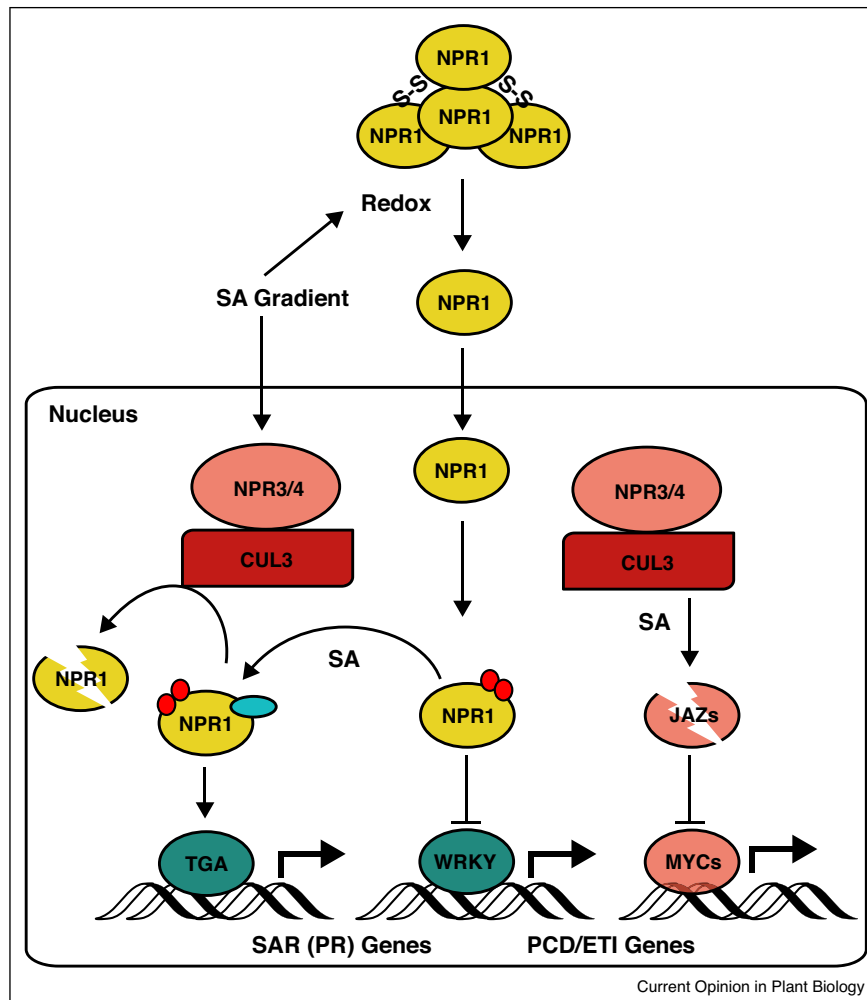 NPR1
S-S S-S
NPR1 NPR1 NPR1
Redox
SA Gradient
NPR1
Nucleus
NPR3/4 NPR1 NPR3/4
CUL3 CUL3
SA SA
NPR1 NPR1 NPR1 JAZs
TGA WRKY MYCs
SAR (PR) Genes PCD/ETI Genes
Current Opinion in Plant Biology